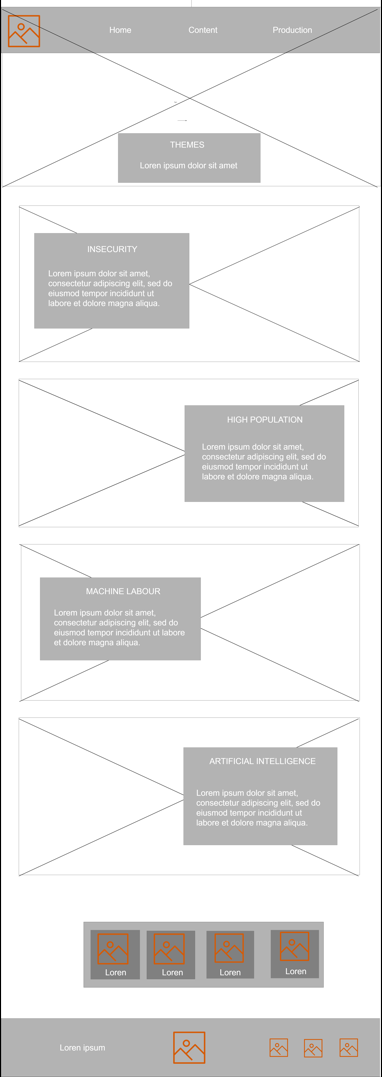 Home Content Production
THEMES
Lorem ipsum dolor sit amet
INSECURITY
Lorem ipsum dolor sit amet,
consectetur adipiscing elit, sed do
eiusmod tempor incididunt ut
labore et dolore magna aliqua.
HIGH POPULATION
Lorem ipsum dolor sit amet,
consectetur adipiscing elit, sed do
eiusmod tempor incididunt ut
labore et dolore magna aliqua.
MACHINE LABOUR
Lorem ipsum dolor sit amet,
consectetur adipiscing elit, sed do
eiusmod tempor incididunt ut labore
et dolore magna aliqua.
ARTIFICIAL INTELLIGENCE
Lorem ipsum dolor sit amet,
consectetur adipiscing elit, sed do
eiusmod tempor incididunt ut
labore et dolore magna aliqua.
Loren Loren Loren Loren
Lorem ipsum